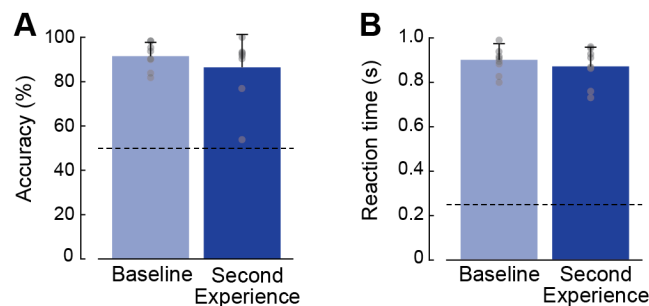 A
Accuracy (%)
100
80
60
40
20
0
Baseline
Second
Experience
B
Reaction time (s)
1.0
0.8
0.6
0.4
0.2
0
Baseline
Second
Experience